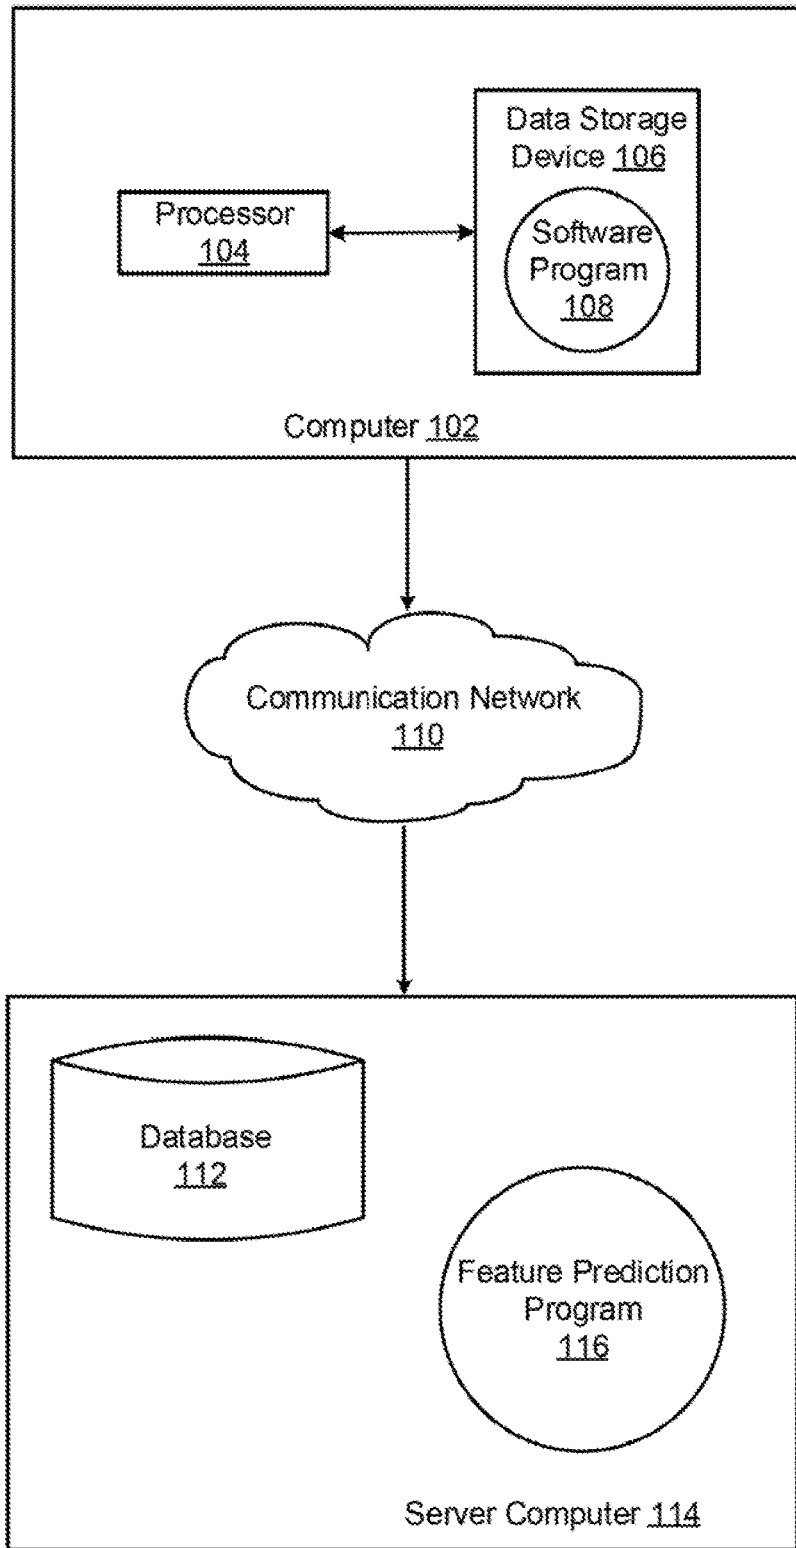 Processor
104
Data Storage
Device 106
Software
Program
108
Computer 102
Communication Network
110
Database
112
Feature Prediction
Program
116
Server Computer 114